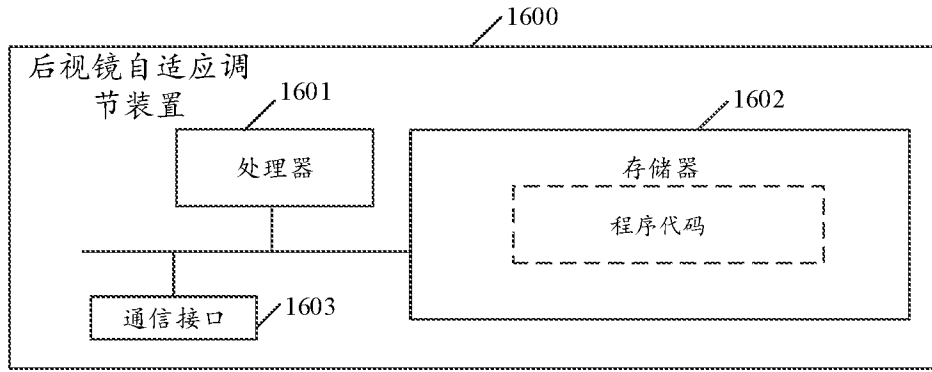 1600
后视镜自适应调
节装置
1601
处理器
1602
存储器
程序代码
通信接口
1603